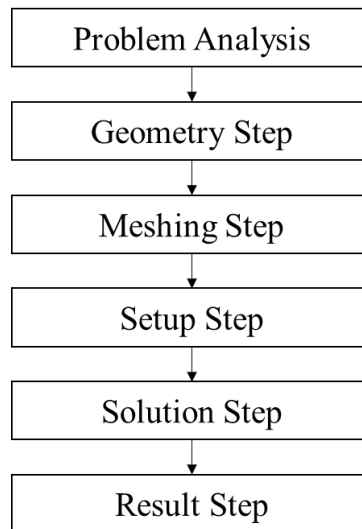 Problem Analysis
Geometry Step
Meshing Step
Setup Step
Solution Step
Result Step